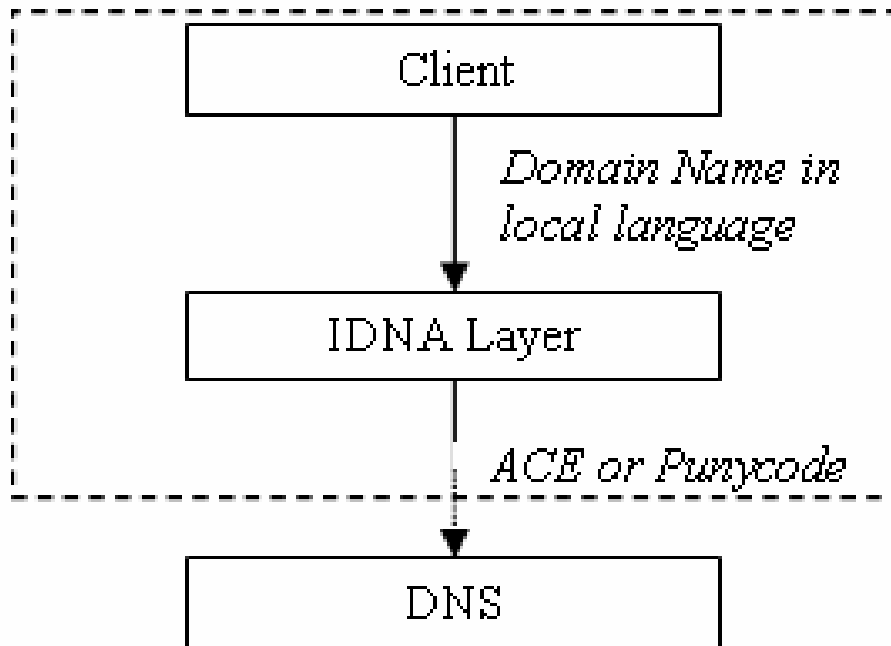 Client
Domain Name in
local language
IDNA Layer
ACE or Punycode
DNS